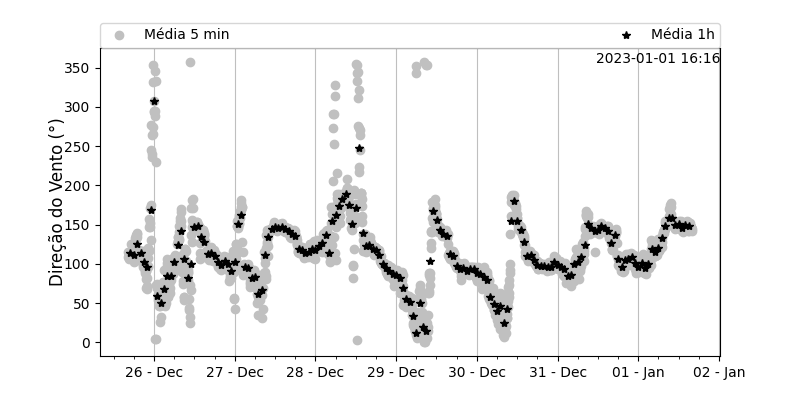 Média 5 min
Média 1h
2023-01-01 16:16
Direção do Vento (°)
350
300
250
200
150
100
50
0
26 - Dec
27 - Dec
28 - Dec
29 - Dec
30 - Dec
31 - Dec
01 - Jan
02 - Jan